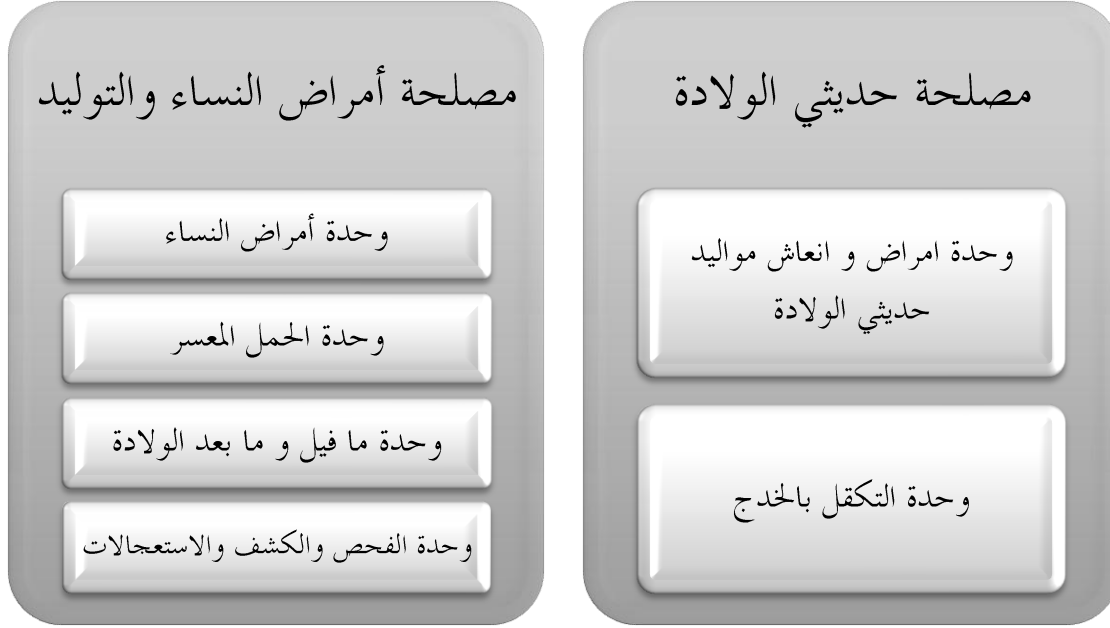 مصلحة حديثي الولادة
وحدة امراض و انعاش مواليد
حديثي الولادة
وحدة التكقل بالخدج
مصلحة أمراض النساء والتوليد
وحدة أمراض النساء
وحدة الحمل المعسر
وحدة ما فيل و ما بعد الولادة
وحدة الفحص والكشف والاستعجالات